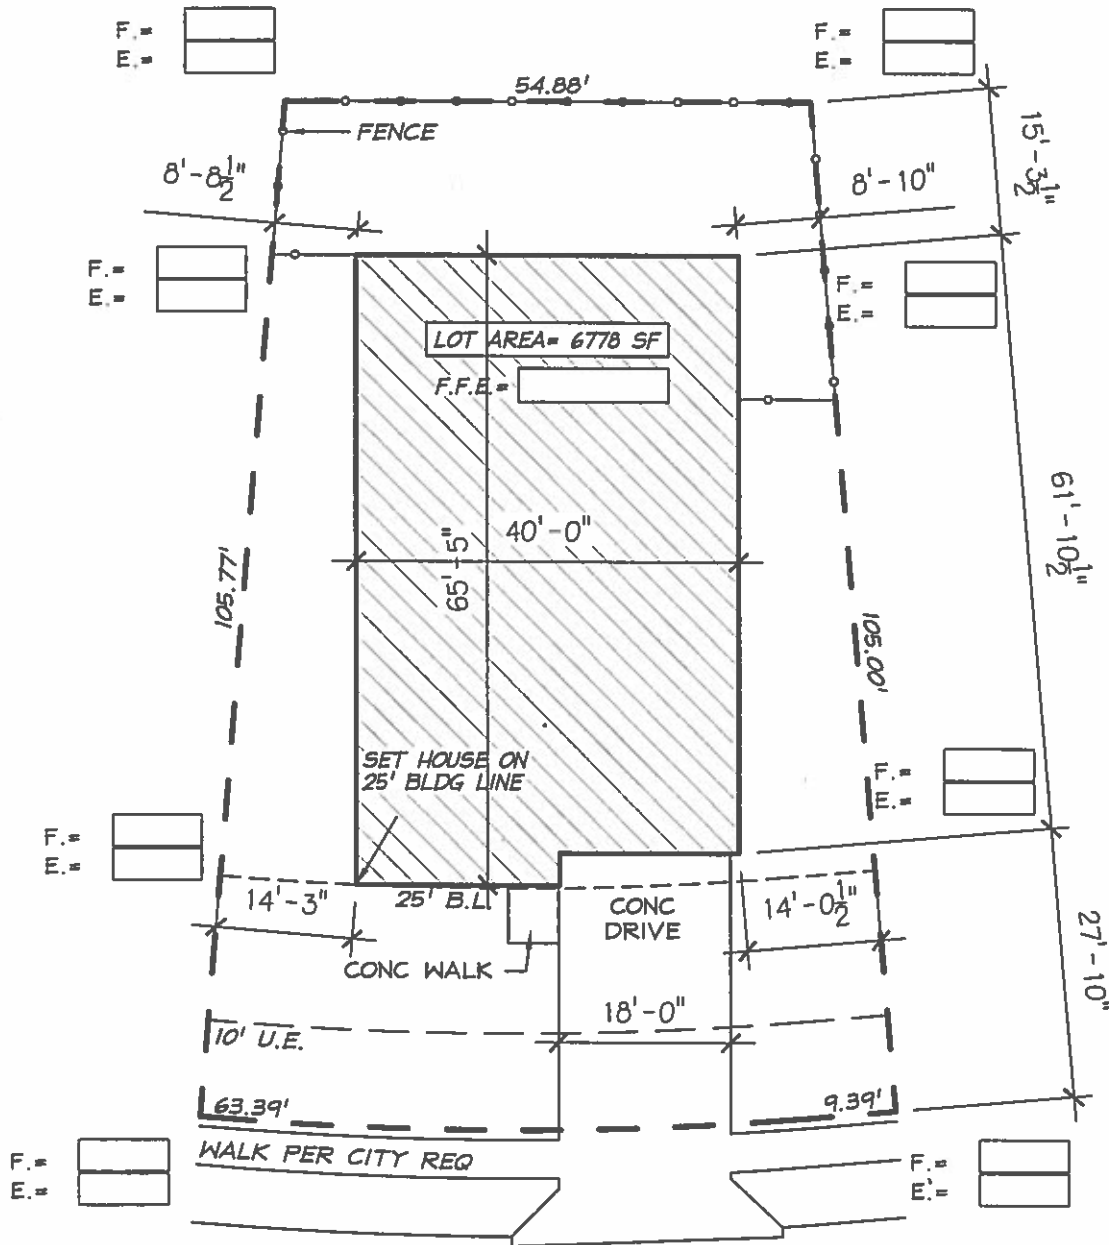 F.=
E.=
F.=
E.=
54.88'
FENCE
15'-3 1/2"
8'-8 1/2"
8'-10"
F.=
E.=
F.=
E.=
LOT AREA= 6778 SF
F.F.E.=
61'-10 1/2"
40'-0"
65'-5"
105.77'
105.00'
SET HOUSE ON
25' BLDG LINE
F.=
E.=
F.=
E.=
14'-3"
25' B.L.
CONC
DRIVE
14'-0 1/2"
CONC WALK
27'-10"
18'-0"
10' U.E.
63.39'
9.39'
WALK PER CITY REQ
F.=
E.=
F.=
E.=